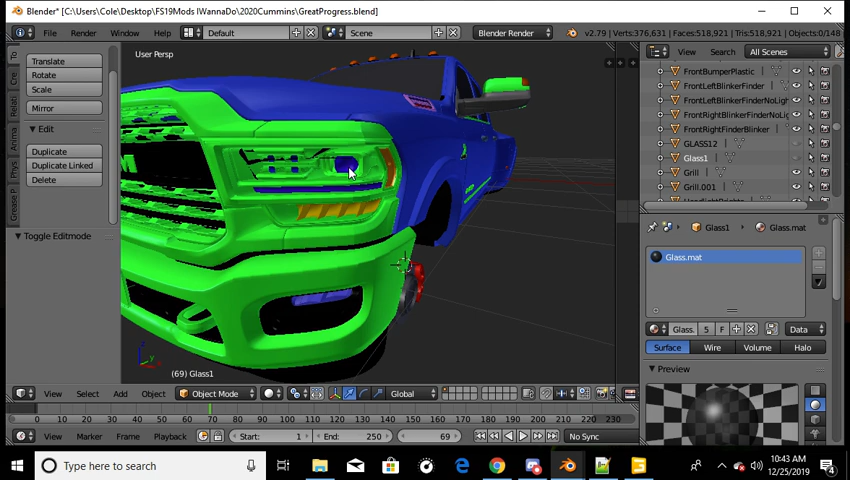 Blender* [C:\Users\Cole\Desktop\FS19Mods IWannaDo\2020Cummins\GreatProgress.blend]
File Render Window Help Default Scene Blender Render v2.79 | Verts:376,631 | Faces:518,921 | Tris:518,921 | Objects:0/148
Translate
Rotate
Scale
Mirror
Edit
Duplicate
Duplicate Linked
Delete
Toggle Editmode
User Persp
(69) Glass1
View Search All Scenes
FrontBumperPlastic
FrontLeftBlinkerFinder
FrontLeftBlinkerFinderNoLig
FrontRightBlinkerFinderNoLi
FrontRightFinderBlinker
GLASS12
Glass1
Grill
Grill.001
Glass1 Glass.mat
Glass.mat
Glass. 5 F Data
Surface Wire Volume Halo
Preview
View Select Add Object Object Mode Global
0 10 20 30 40 50 60 70 80 90 100 110 120 130 140 150 160 170 180 190 200 210 220 230
View Marker Frame Playback Start: 1 End: 250 69 No Sync
Type here to search
10:43 AM
12/25/2019
4